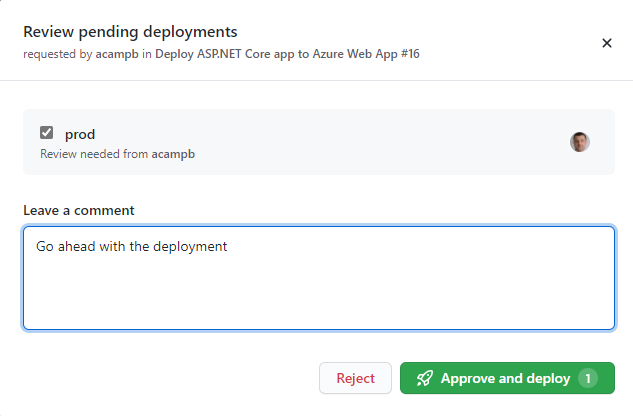 Review pending deployments
requested by acampb in Deploy ASP.NET Core app to Azure Web App #16
prod
Review needed from acampb
Leave a comment
Go ahead with the deployment
Reject
Approve and deploy 1